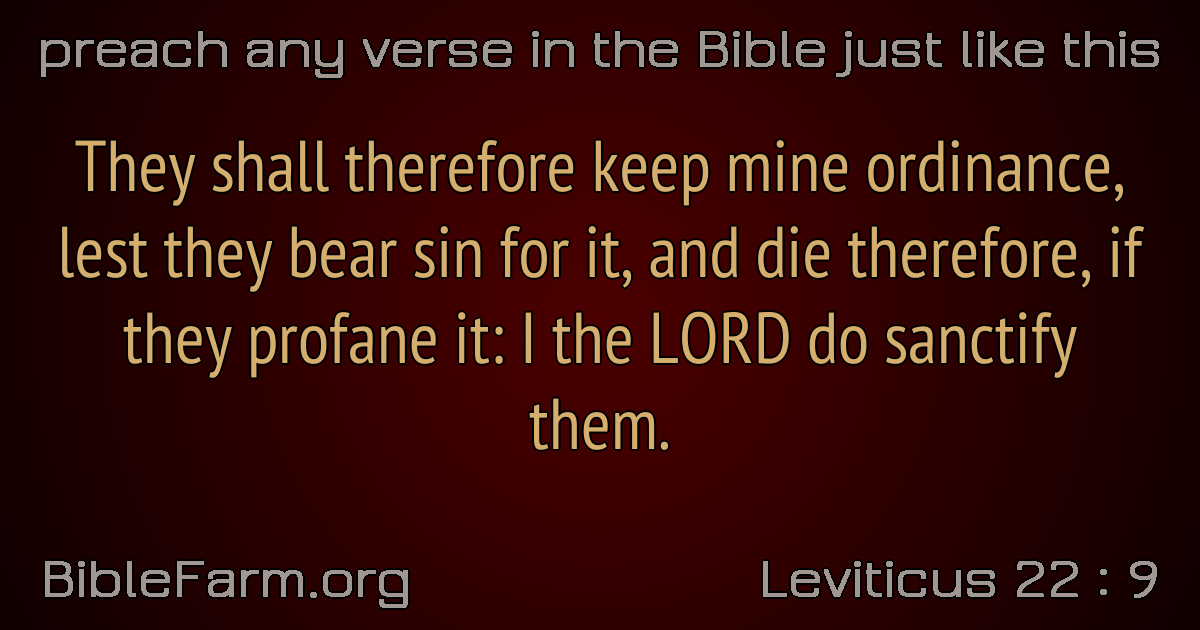 preach any verse in the Bible just like this
They shall therefore keep mine ordinance,
lest they bear sin for it, and die therefore, if
they profane it: I the LORD do sanctify
them.
BibleFarm.org
Leviticus 22 : 9